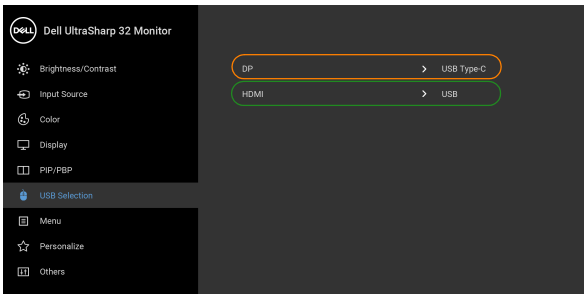 DELL Dell UltraSharp 32 Monitor
Brightness/Contrast
Input Source
Color
Display
PIP/PBP
USB Selection
Menu
Personalize
Others
DP > USB Type-C
HDMI > USB